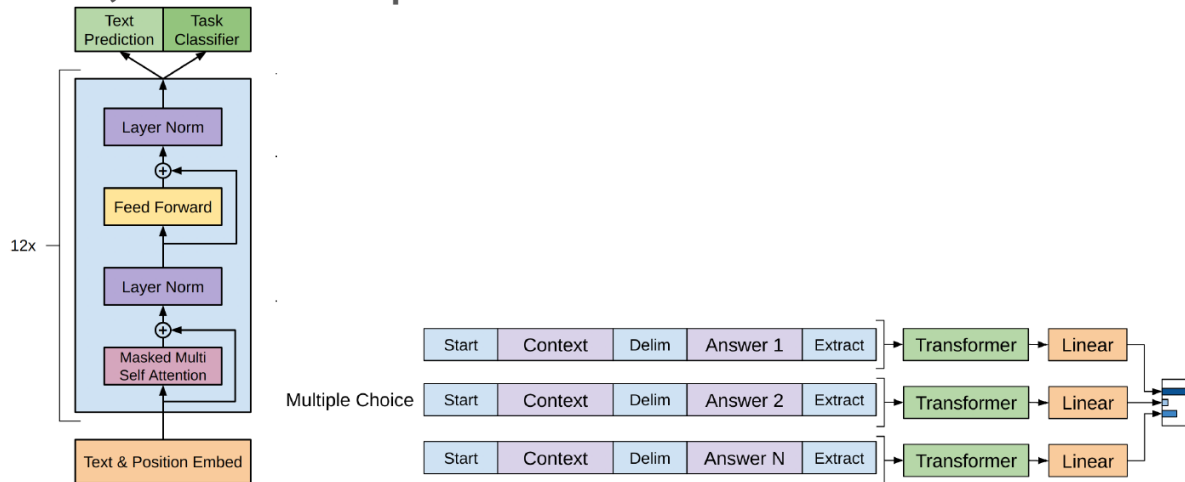 Text
Prediction
Task
Classifier
Layer Norm
Feed Forward
12x
Layer Norm
Masked Multi
Self Attention
Text & Position Embed
Start Context Delim Answer 1 Extract Transformer Linear
Multiple Choice Start Context Delim Answer 2 Extract Transformer Linear
Start Context Delim Answer N Extract Transformer Linear